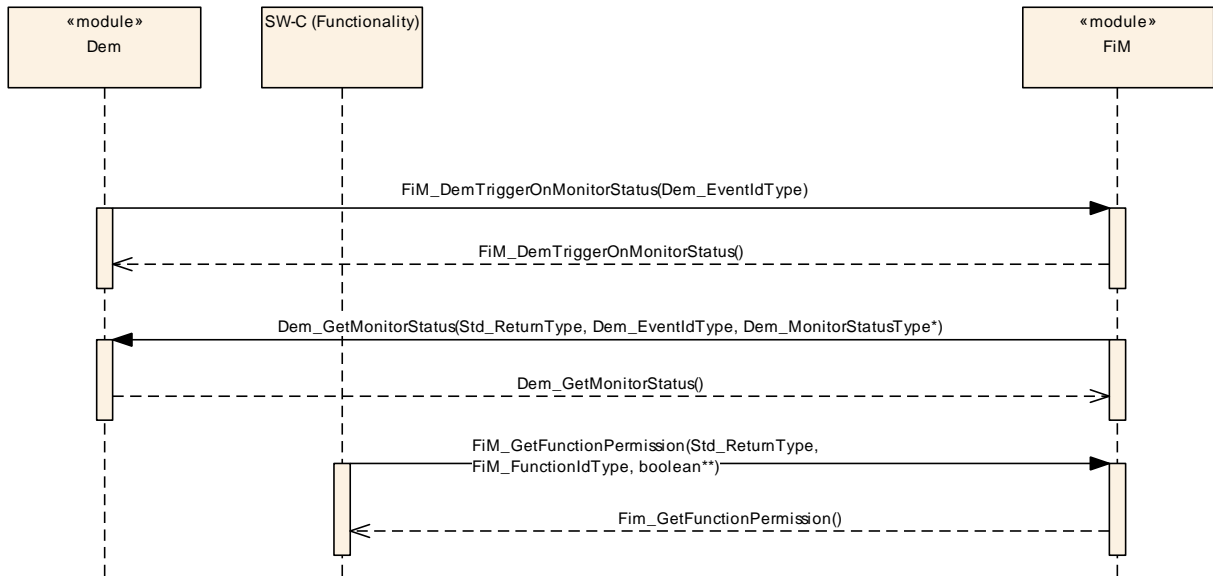 «module»
Dem
SW-C (Functionality)
«module»
FiM
FiM_DemTriggerOnMonitorStatus(Dem_EventIdType)
FiM_DemTriggerOnMonitorStatus()
Dem_GetMonitorStatus(Std_ReturnType, Dem_EventIdType, Dem_MonitorStatusType*)
Dem_GetMonitorStatus()
FiM_GetFunctionPermission(Std_ReturnType,
FiM_FunctionIdType, boolean**)
Fim_GetFunctionPermission()